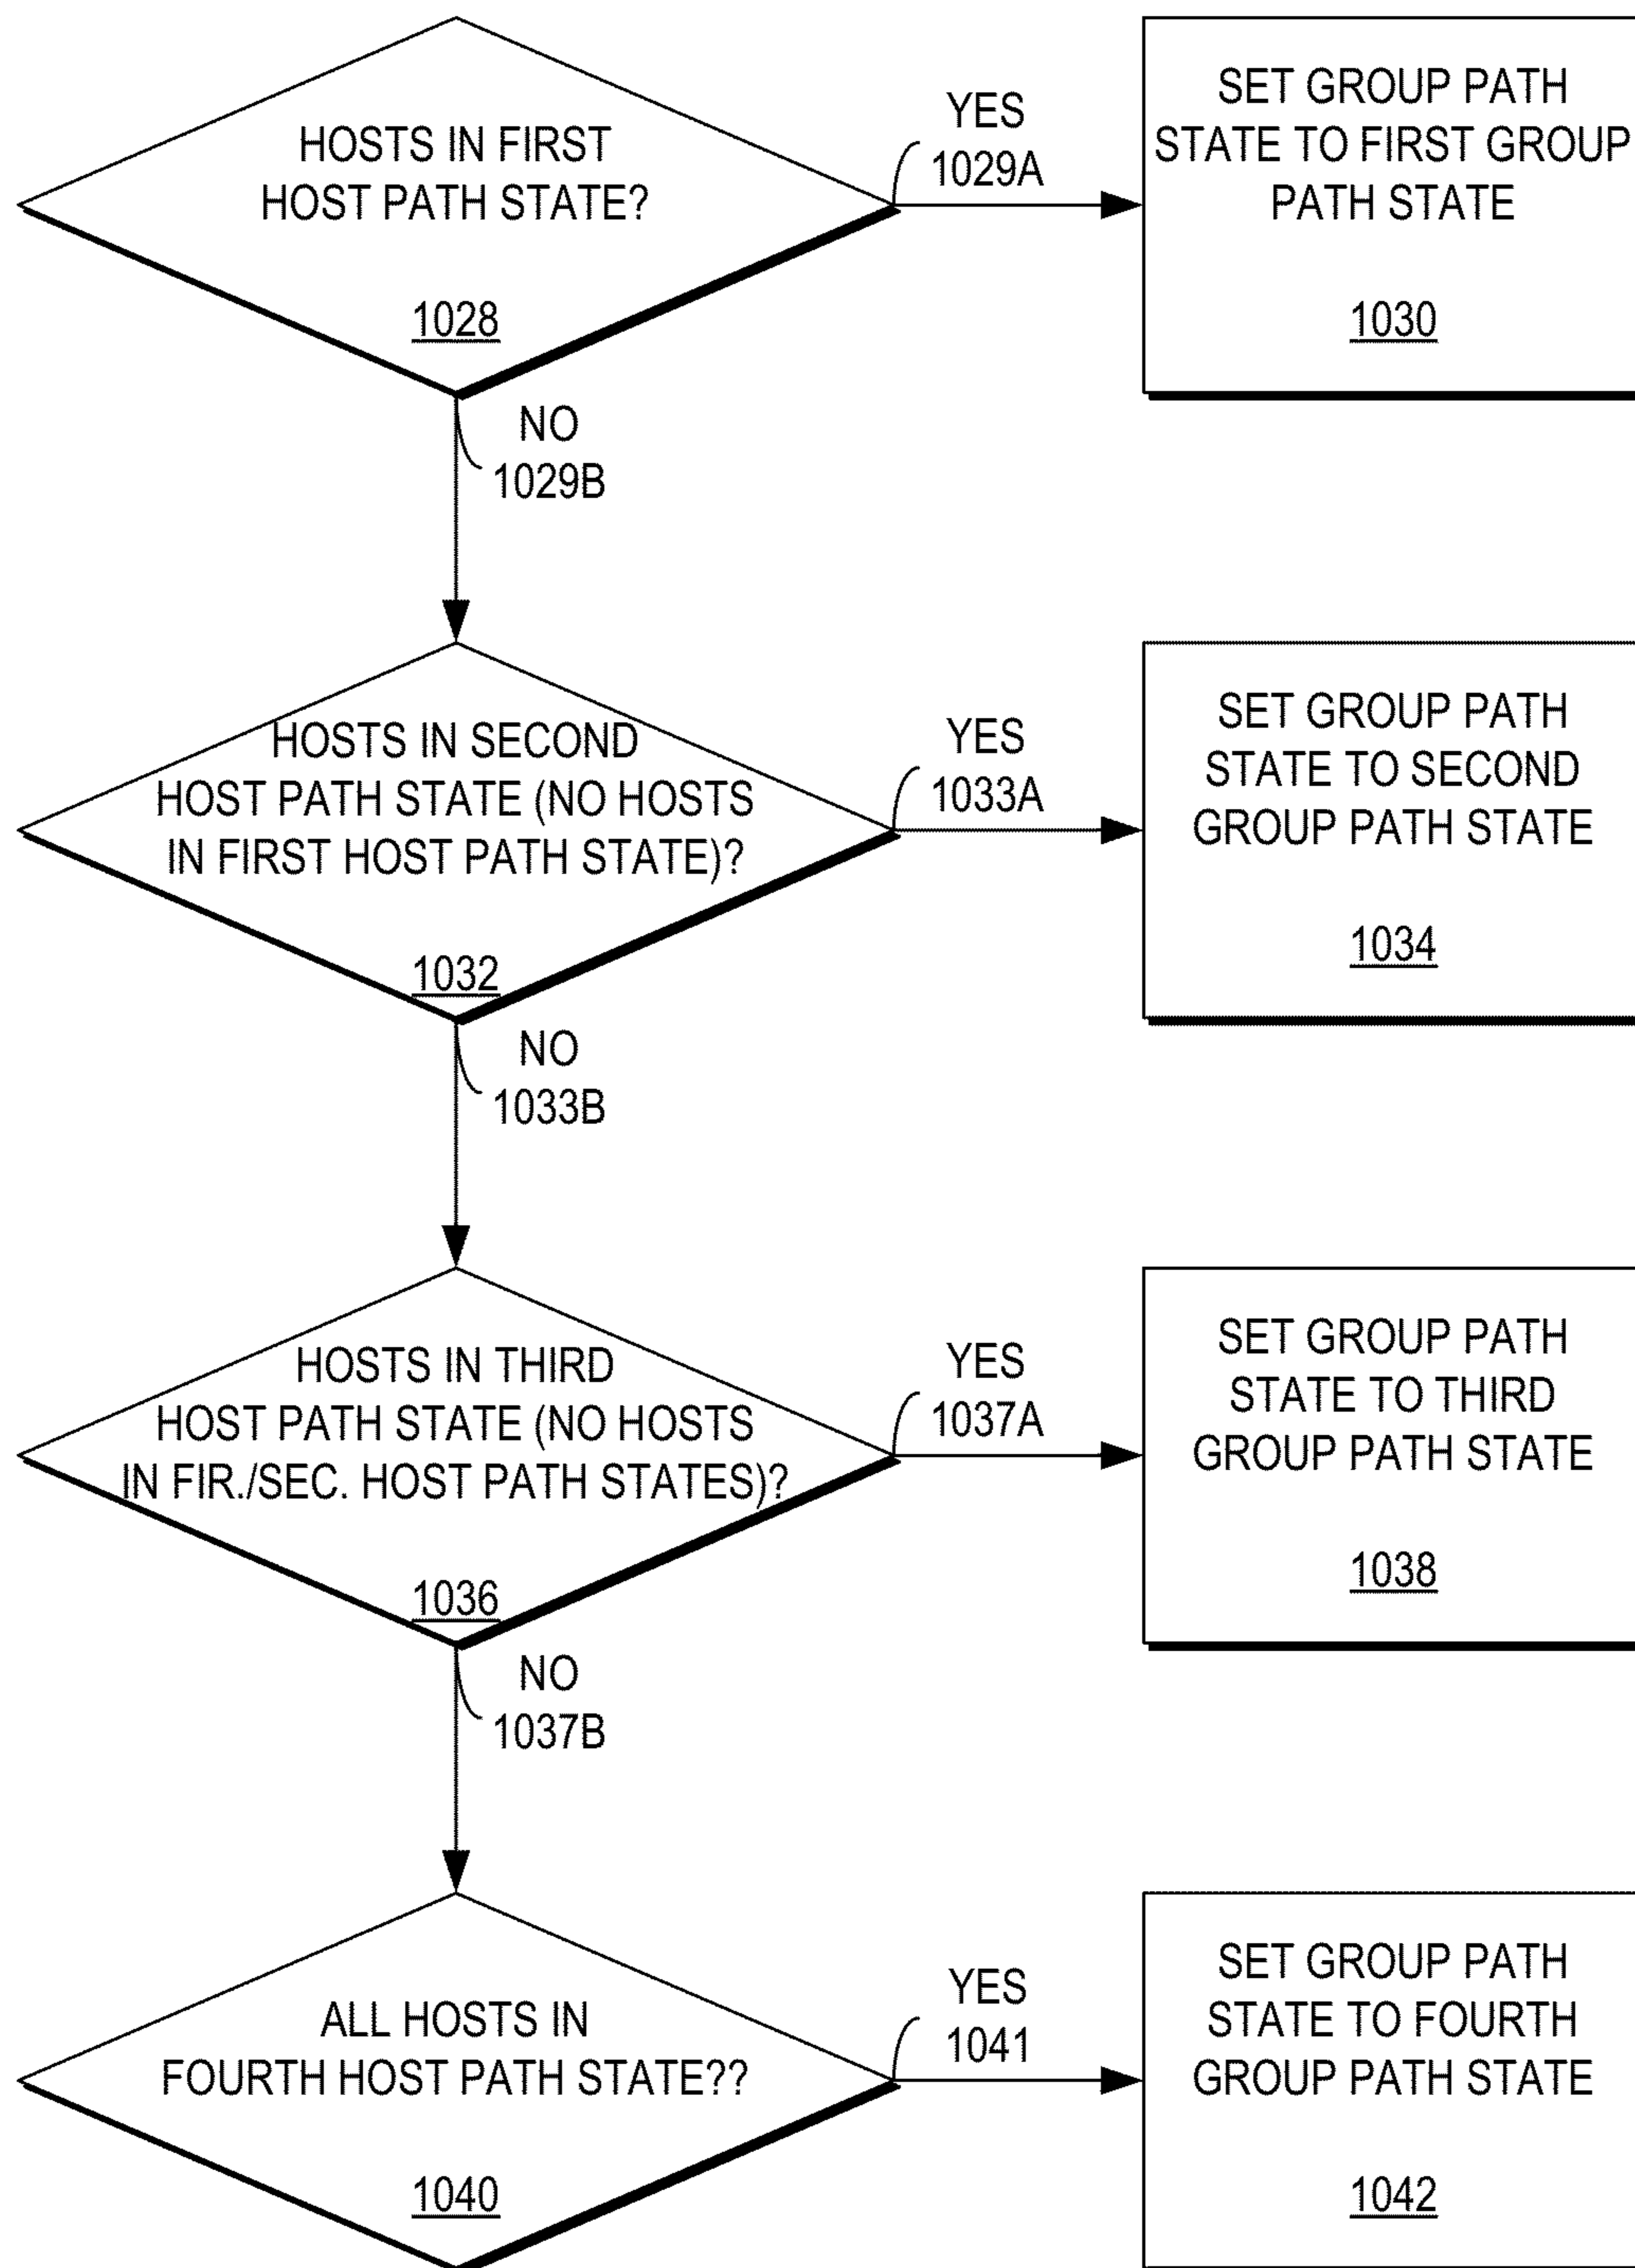 HOSTS IN FIRST
HOST PATH STATE?
1028
YES
1029A
SET GROUP PATH
STATE TO FIRST GROUP
PATH STATE
1030
NO
1029B
HOSTS IN SECOND
HOST PATH STATE (NO HOSTS
IN FIRST HOST PATH STATE)?
1032
YES
1033A
SET GROUP PATH
STATE TO SECOND
GROUP PATH STATE
1034
NO
1033B
HOSTS IN THIRD
HOST PATH STATE (NO HOSTS
IN FIR./SEC. HOST PATH STATES)?
1036
YES
1037A
SET GROUP PATH
STATE TO THIRD
GROUP PATH STATE
1038
NO
1037B
ALL HOSTS IN
FOURTH HOST PATH STATE??
1040
YES
1041
SET GROUP PATH
STATE TO FOURTH
GROUP PATH STATE
1042